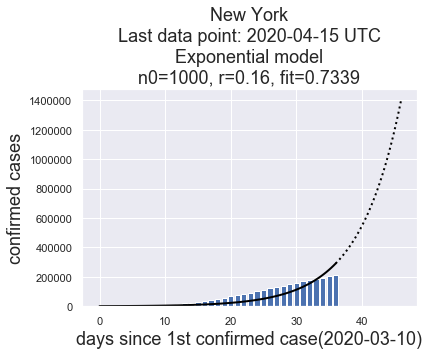 New York
Last data point: 2020-04-15 UTC
Exponential model
n0=1000, r=0.16, fit=0.7339
1400000
1200000
1000000
800000
600000
400000
200000
0
confirmed cases
0 10 20 30 40
days since 1st confirmed case(2020-03-10)